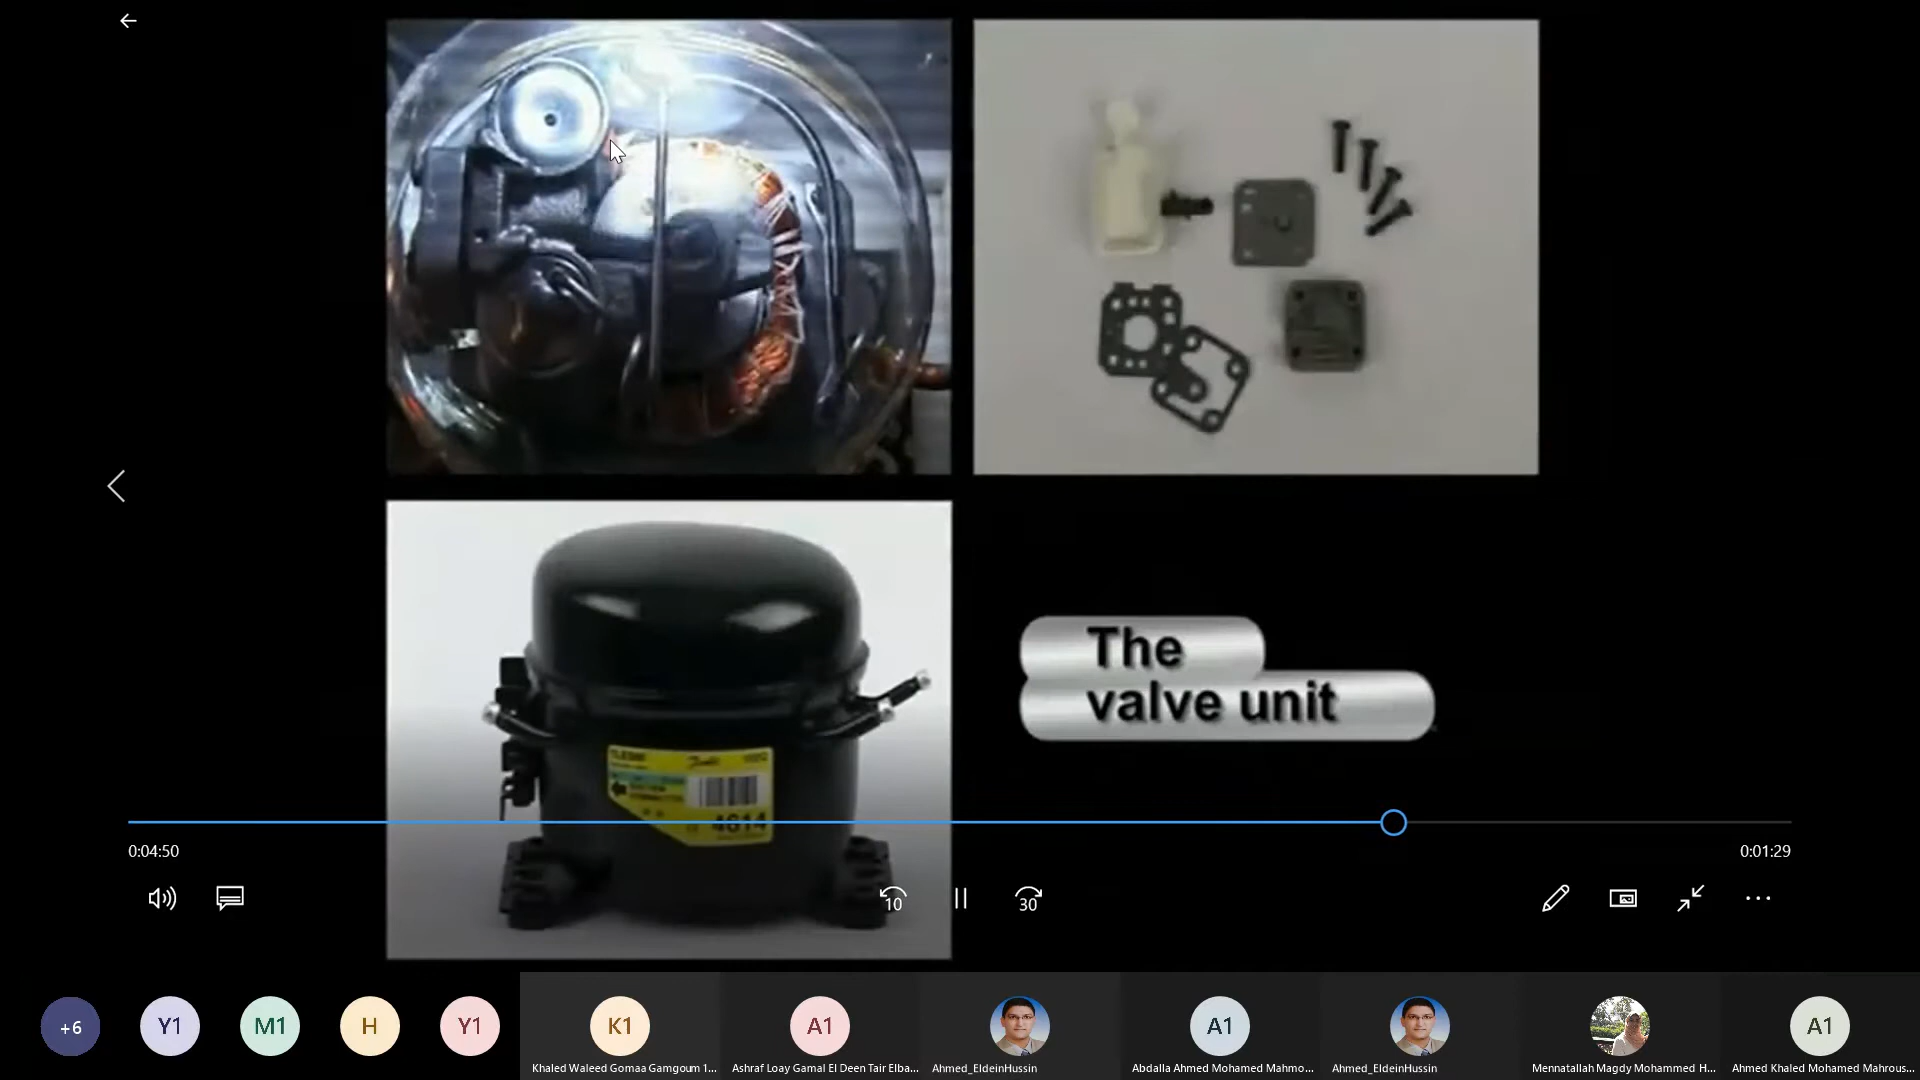 The
valve unit
Danfoss
4614
0:04:50
0:01:29
10
30
+6
Y1
M1
H
Y1
K1
A1
A1
A1
Khaled Waleed Gomaa Gamgoum 1...
Ashraf Loay Gamal El Deen Tair Elba...
Ahmed_EldeinHussin
Abdalla Ahmed Mohamed Mahmo...
Ahmed_EldeinHussin
Mennatallah Magdy Mohammed H...
Ahmed Khaled Mohamed Mahrous...